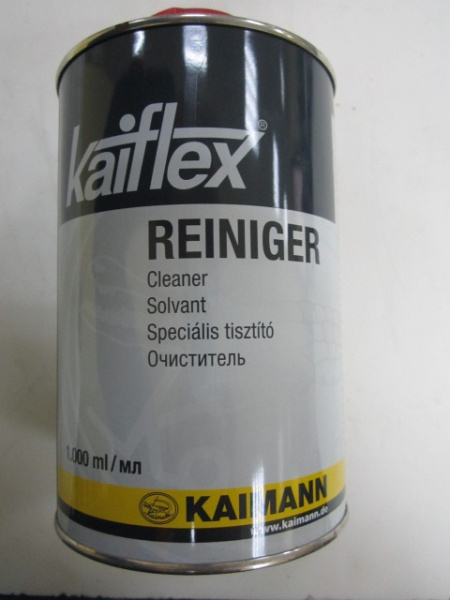 kaiflex®
REINIGER
Cleaner
Solvant
Speciális tisztító
Очиститель
1.000 ml/мл
KAIMANN
www.kaimann.de